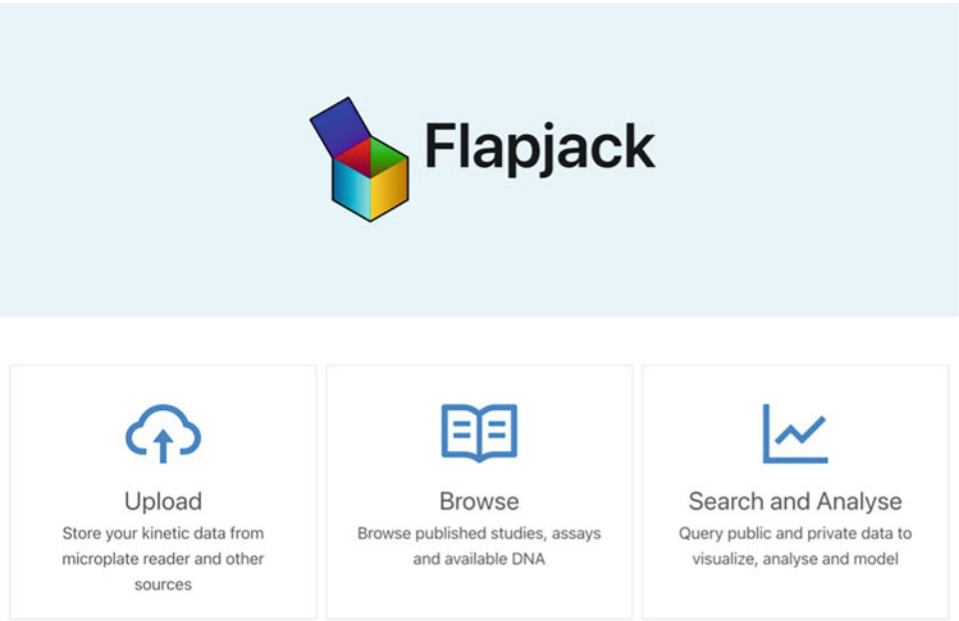 Flapjack
Upload
Store your kinetic data from
microplate reader and other
sources
Browse
Browse published studies, assays
and available DNA
Search and Analyse
Query public and private data to
visualize, analyse and model